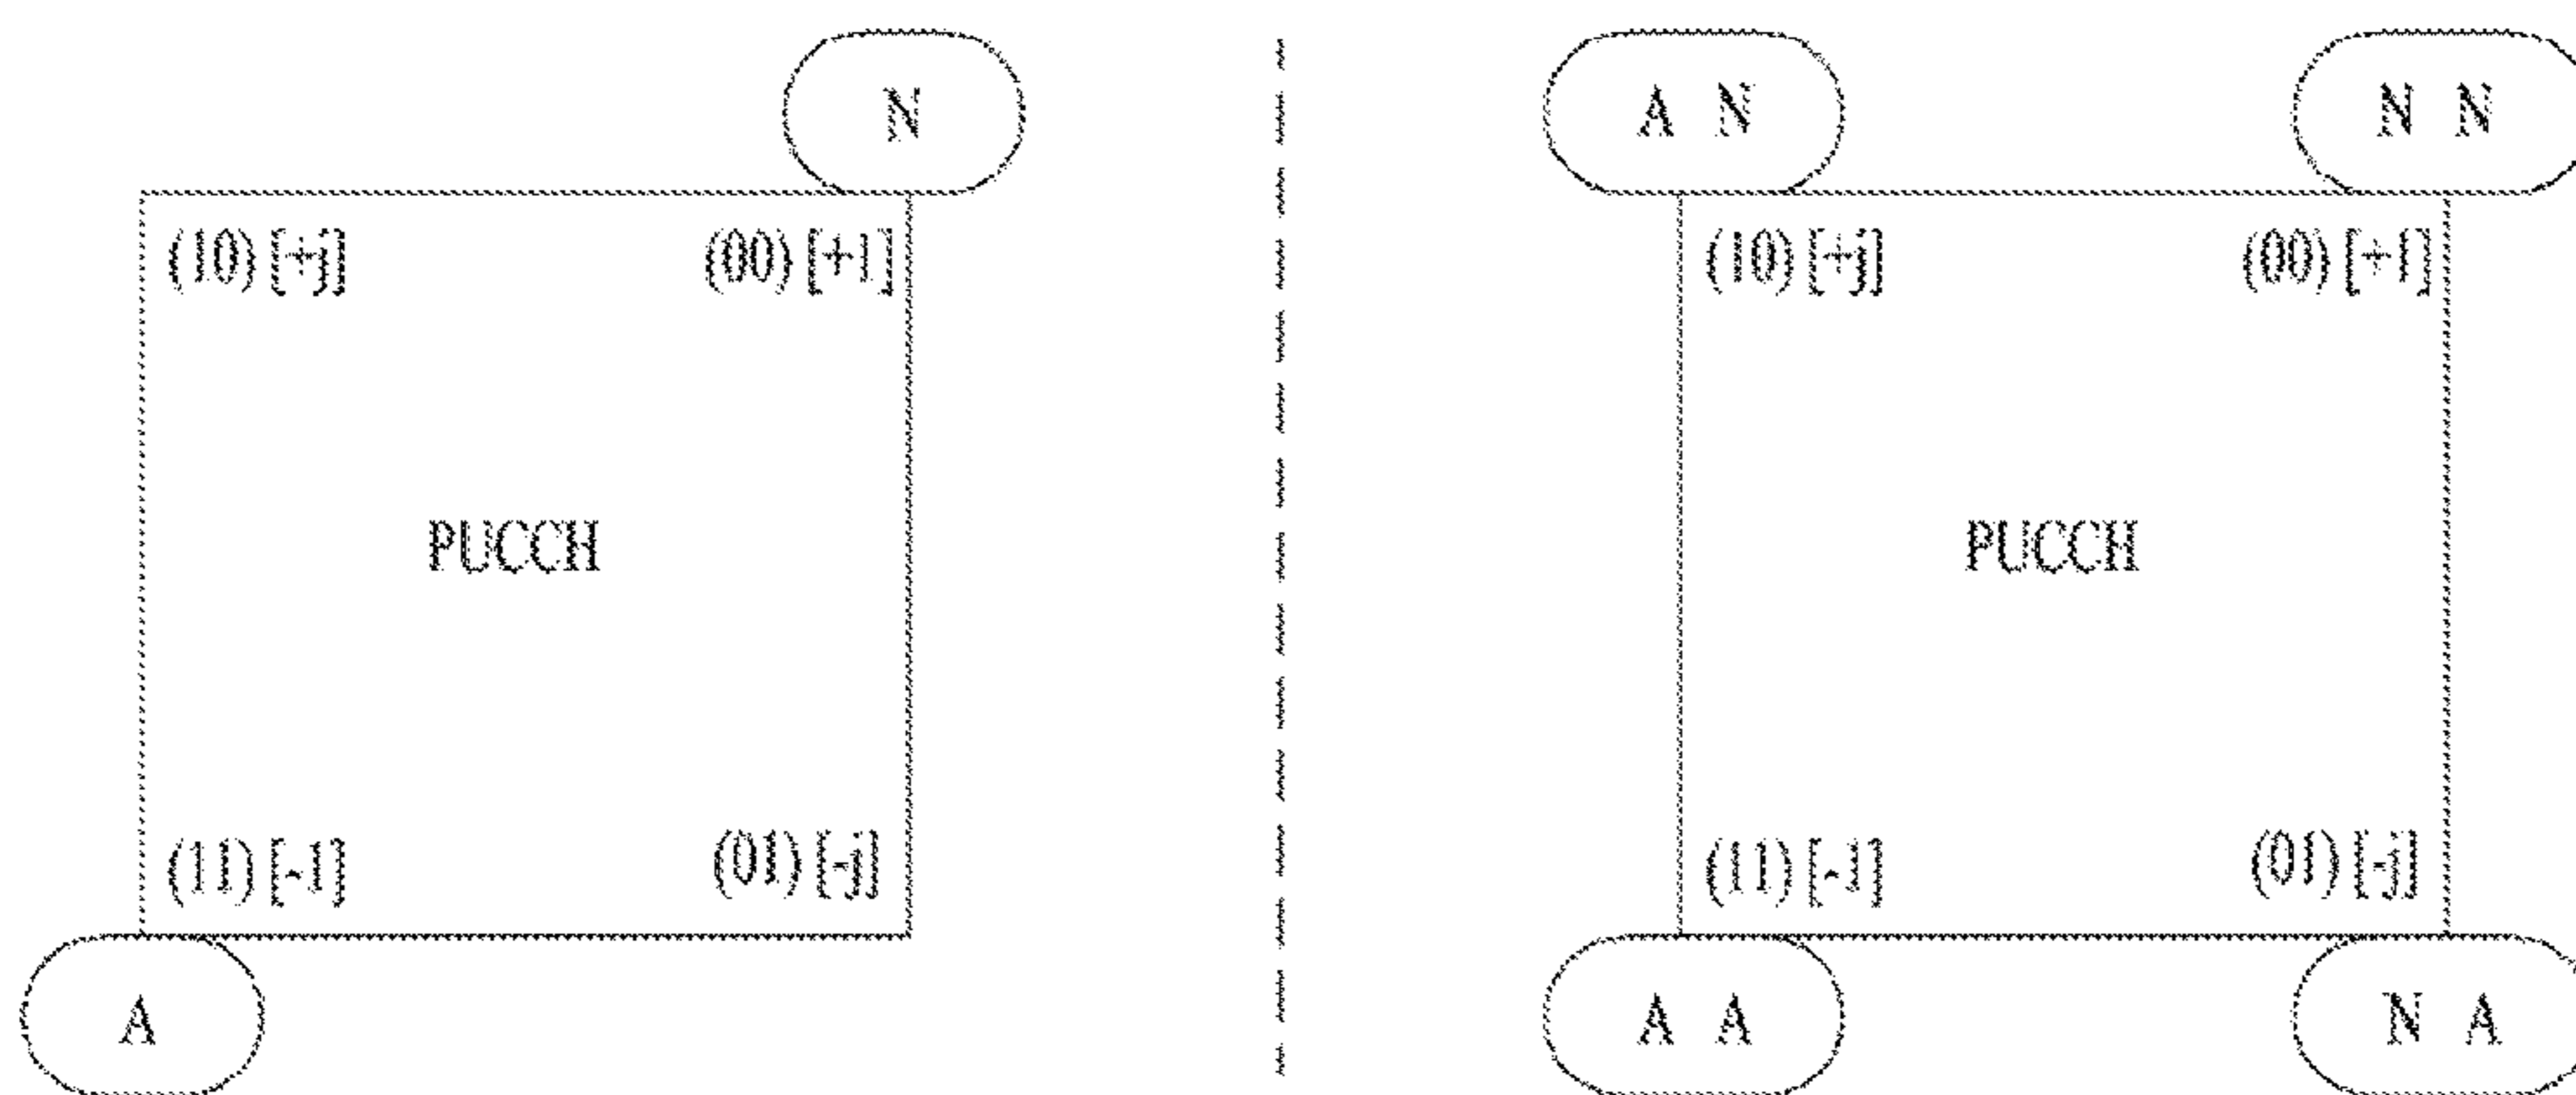 N
(10) [+j] (00) [+1]
PUCCH
(11) [-1] (01) [-j]
A
A N N N
(10) [+j] (00) [+1]
PUCCH
(11) [-1] (01) [-j]
A A N A